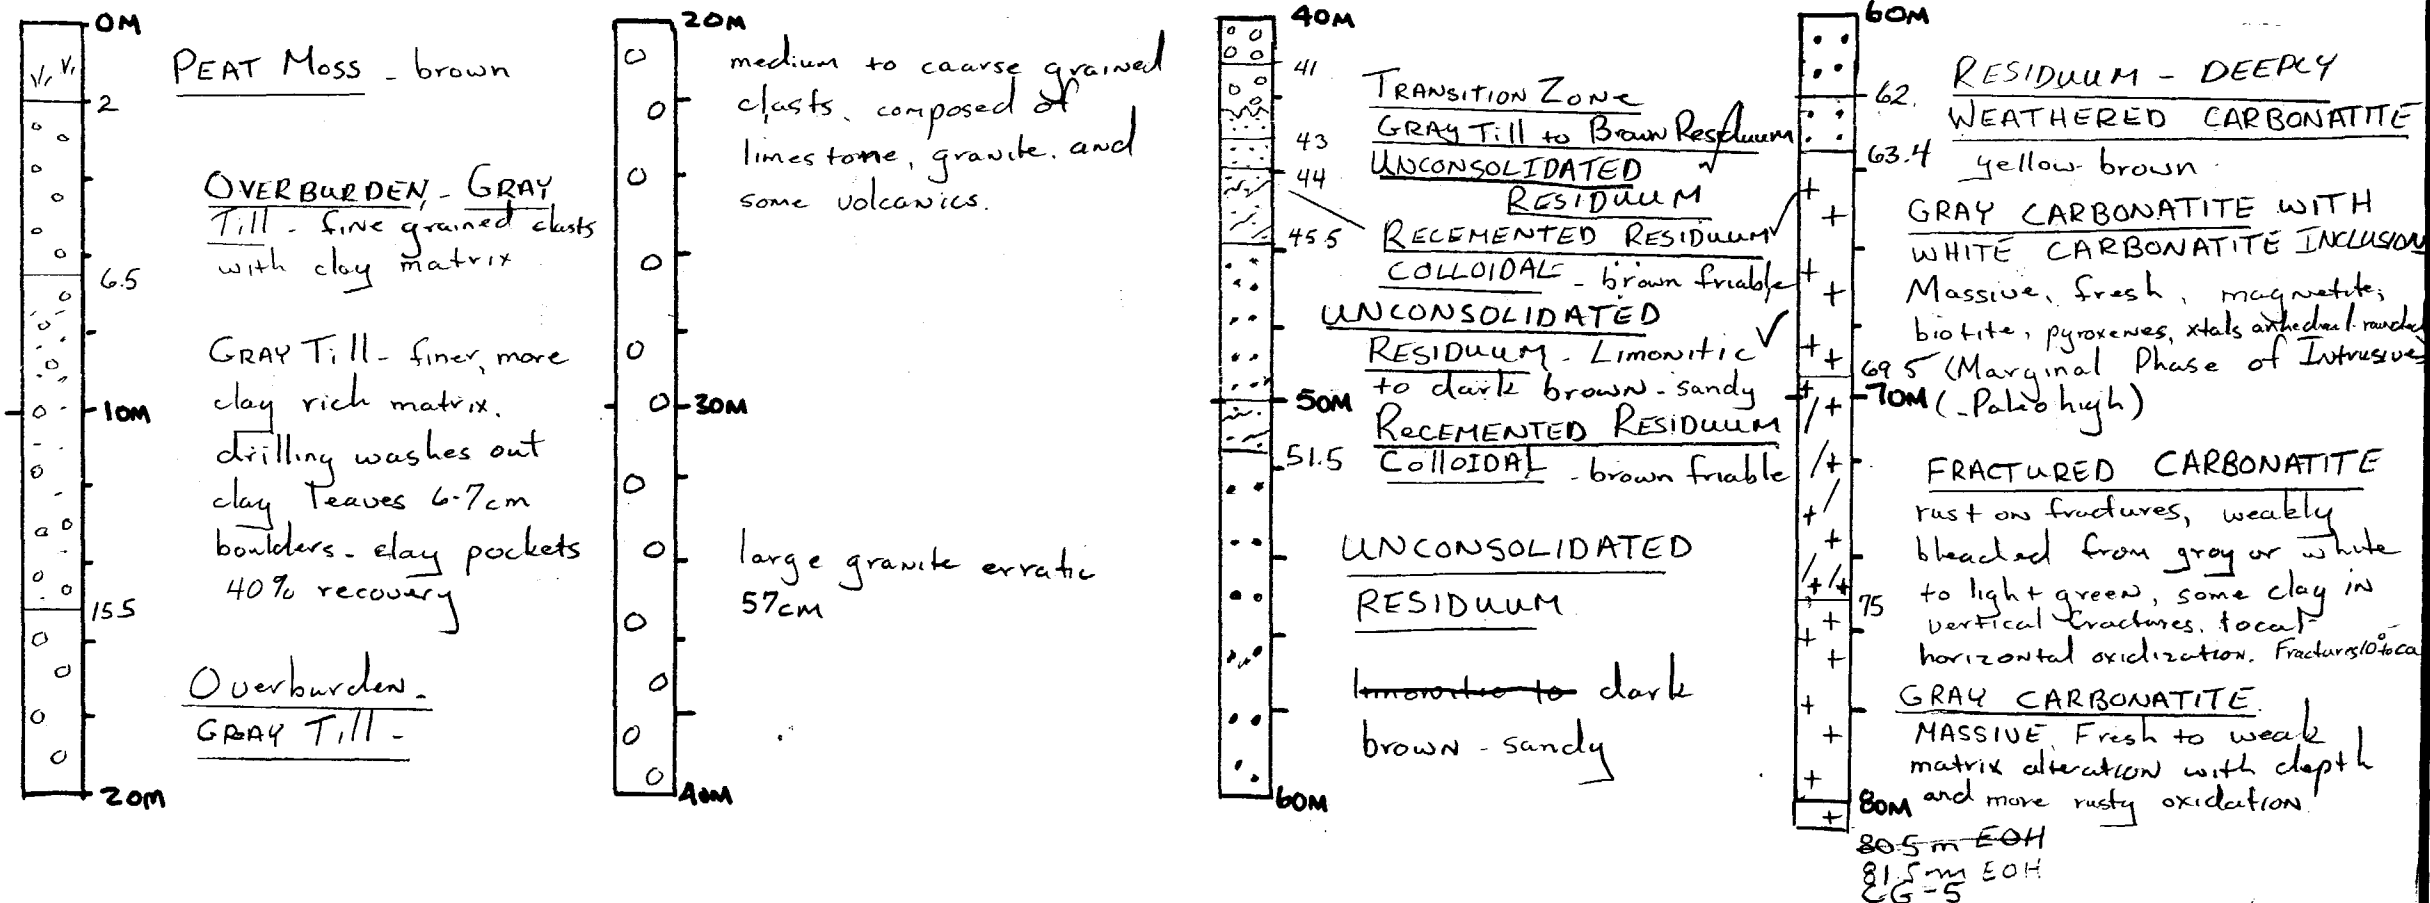 0M
PEAT MOSS - brown
2
OVERBURDEN - GRAY
Till - fine grained clasts
with clay matrix
6.5
GRAY Till - finer, more
clay rich matrix.
10M
drilling washes out
clay leaves 6-7cm
boulders - clay pockets
40% recovery
15.5
Overburden -
GRAY Till -
20M
20M
medium to coarse grained
clasts, composed of
limestone, granite, and
some volcanics.
30M
large granite erratic
57cm
40M
40M
41
TRANSITION ZONE
GRAY Till to Brown Residuum
43
UNCONSOLIDATED
44
RESIDUUM
45.5
RECEMENTED RESIDUUM
COLLOIDAL - brown friable
UNCONSOLIDATED
RESIDUUM - Limonitic
to dark brown - sandy
50M
RECEMENTED RESIDUUM
51.5
COLLOIDAL - brown friable
UNCONSOLIDATED
RESIDUUM
limonitic to dark
brown - sandy
60M
60M
RESIDUUM - DEEPLY
62.
WEATHERED CARBONATITE
63.4
yellow-brown
GRAY CARBONATITE WITH
WHITE CARBONATITE INCLUSION
Massive, fresh, magnetite,
biotite, pyroxenes, xtals anhedral-rounded
69.5 (Marginal Phase of Intrusive)
70M (-Paleohigh)
FRACTURED CARBONATITE
rust on fractures, weakly
bleached from gray or white
to light green, some clay in
75
vertical fractures. local
horizontal oxidization. Fractures 10° to ca
GRAY CARBONATITE.
MASSIVE. Fresh to weak
matrix alteration with depth
80M and more rusty oxidation.
80.5m EOH
81.5m EOH
CG-5